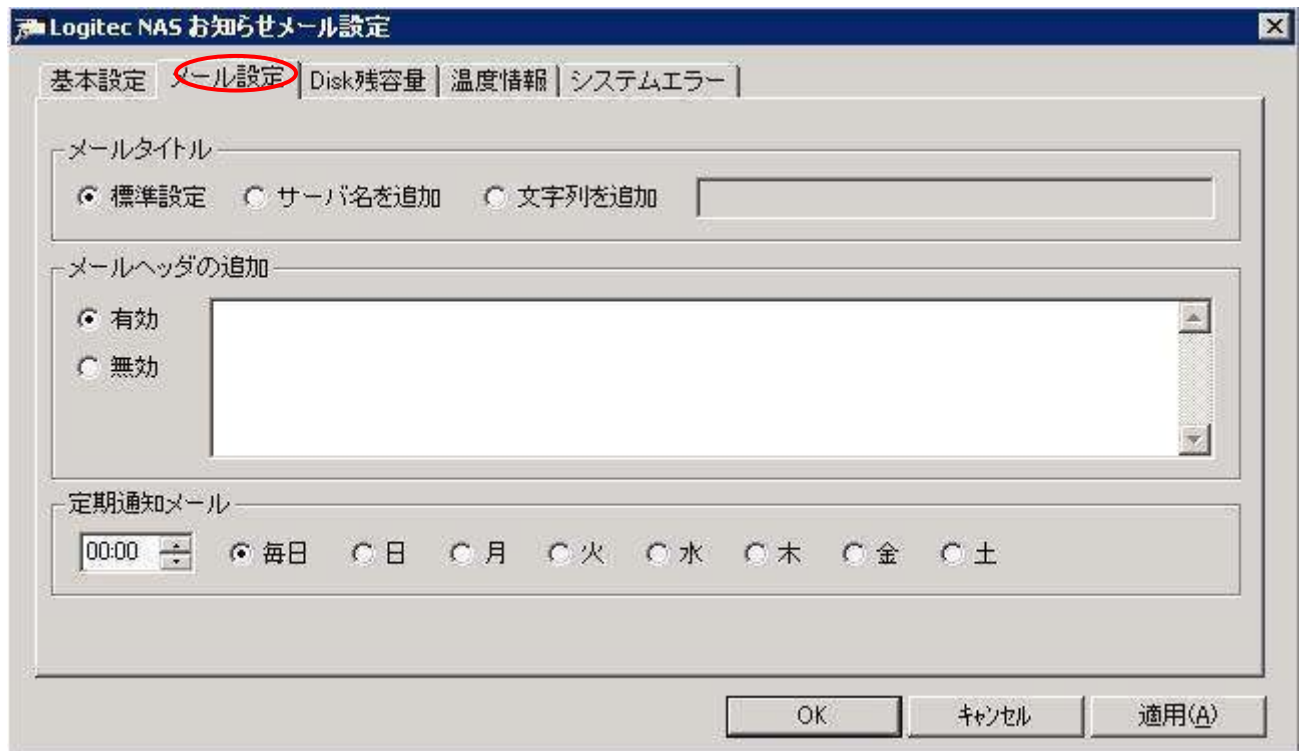 Logitec NAS お知らせメール設定
基本設定 メール設定 Disk残容量 温度情報 システムエラー
メールタイトル
標準設定 サーバ名を追加 文字列を追加
メールヘッダの追加
有効
無効
定期通知メール
00:00 毎日 日 月 火 水 木 金 土
OK キャンセル 適用(A)